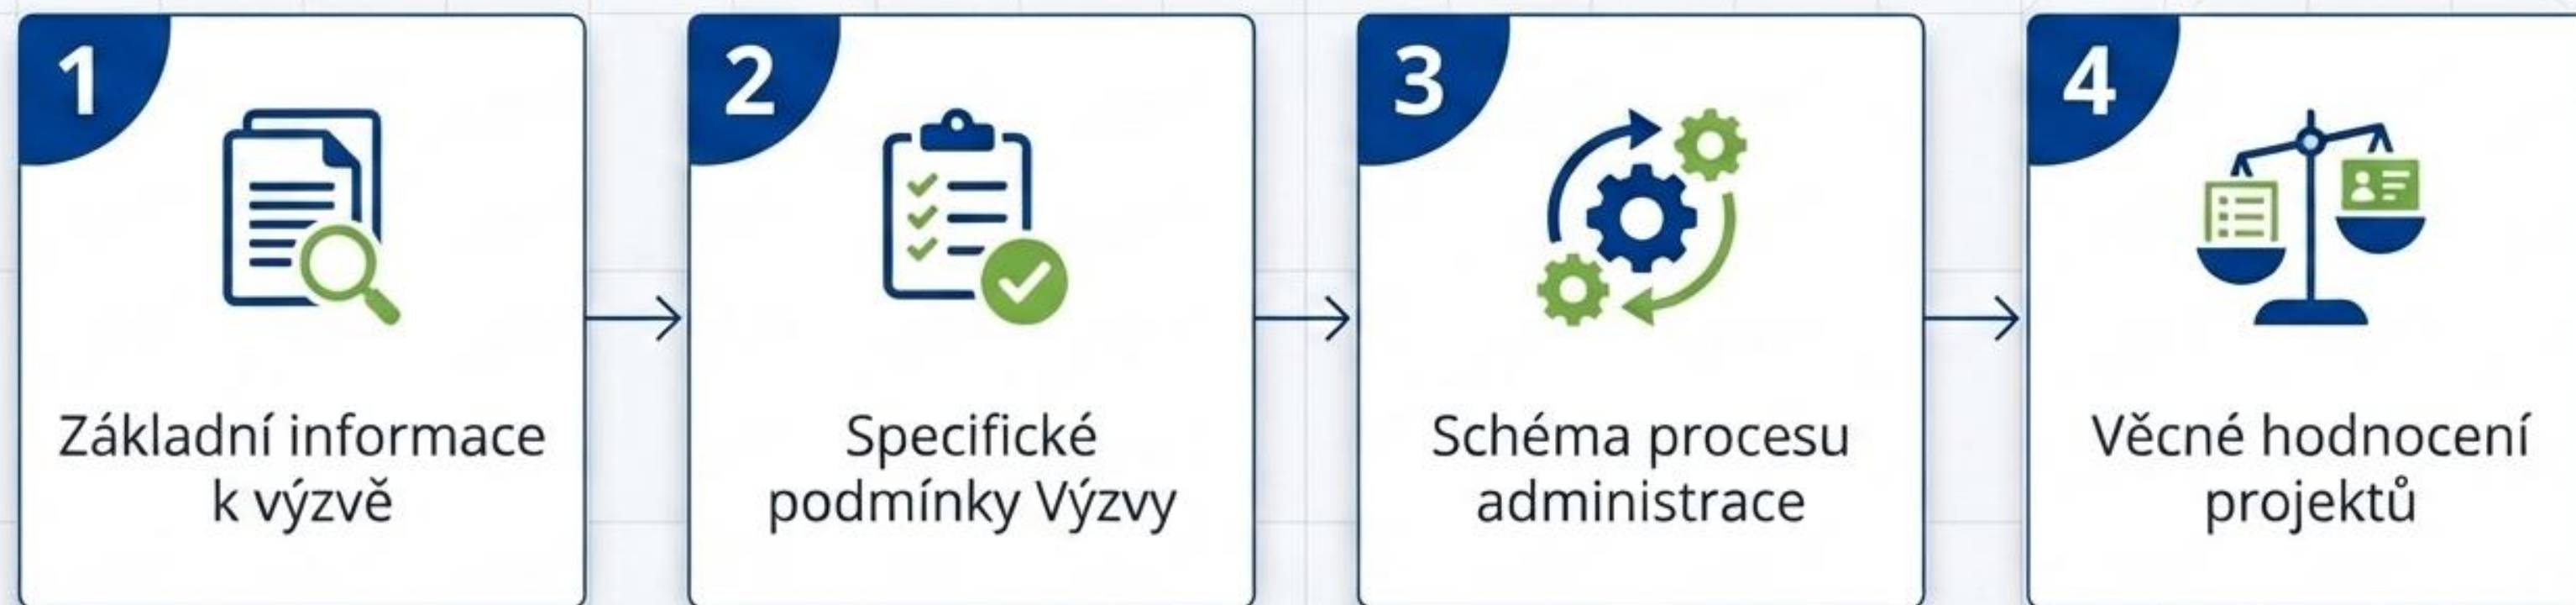 1
Základní informace
k výzvě
2
Specifické
podmínky Výzvy
3
Schéma procesu
administrace
4
Věcné hodnocení
projektů